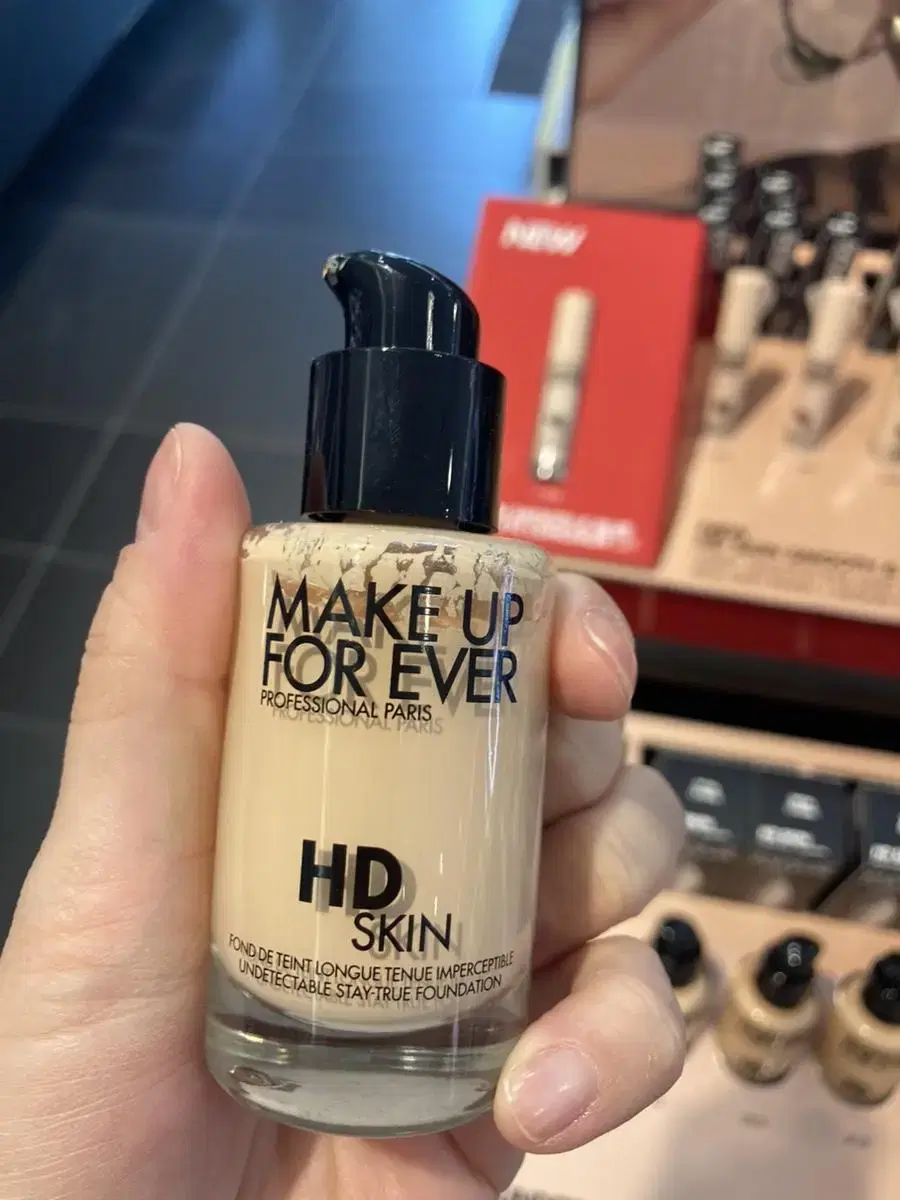 NEW
MAKE UP
FOR EVER
PROFESSIONAL PARIS
HD
SKIN
FOND DE TEINT LONGUE TENUE IMPERCEPTIBLE
UNDETECTABLE STAY-TRUE FOUNDATION